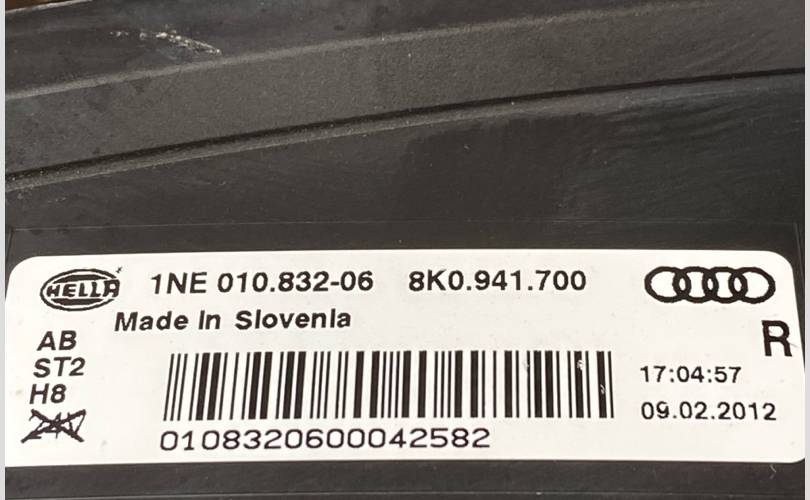 HELLA 1NE 010.832-06 8K0.941.700
Made in Slovenia
AB
ST2
H8
R
17:04:57
09.02.2012
0108320600042582